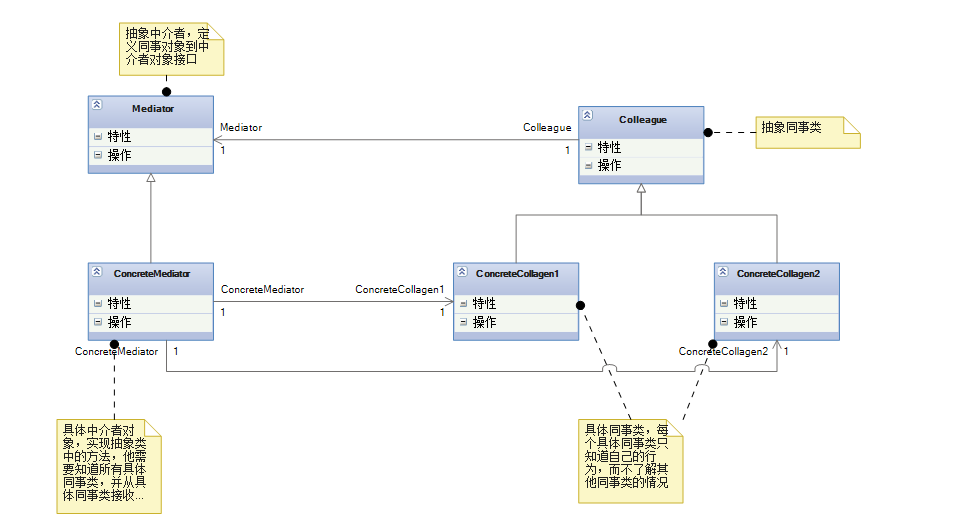 抽象中介者，定
义同事对象到中
介者对象接口
Mediator
特性
操作
Mediator
1
Colleague
1
Colleague
特性
操作
抽象同事类
ConcreteMediator
特性
操作
ConcreteMediator
1
ConcreteCollagen1
1
ConcreteCollagen1
特性
操作
ConcreteCollagen2
特性
操作
ConcreteMediator
1
ConcreteCollagen2
1
具体中介者对
象，实现抽象类
中的方法，他需
要知道所有具体
同事类，并从具
体同事类接收...
具体同事类，每
个具体同事类只
知道自己的行
为，而不了解其
他同事类的情况